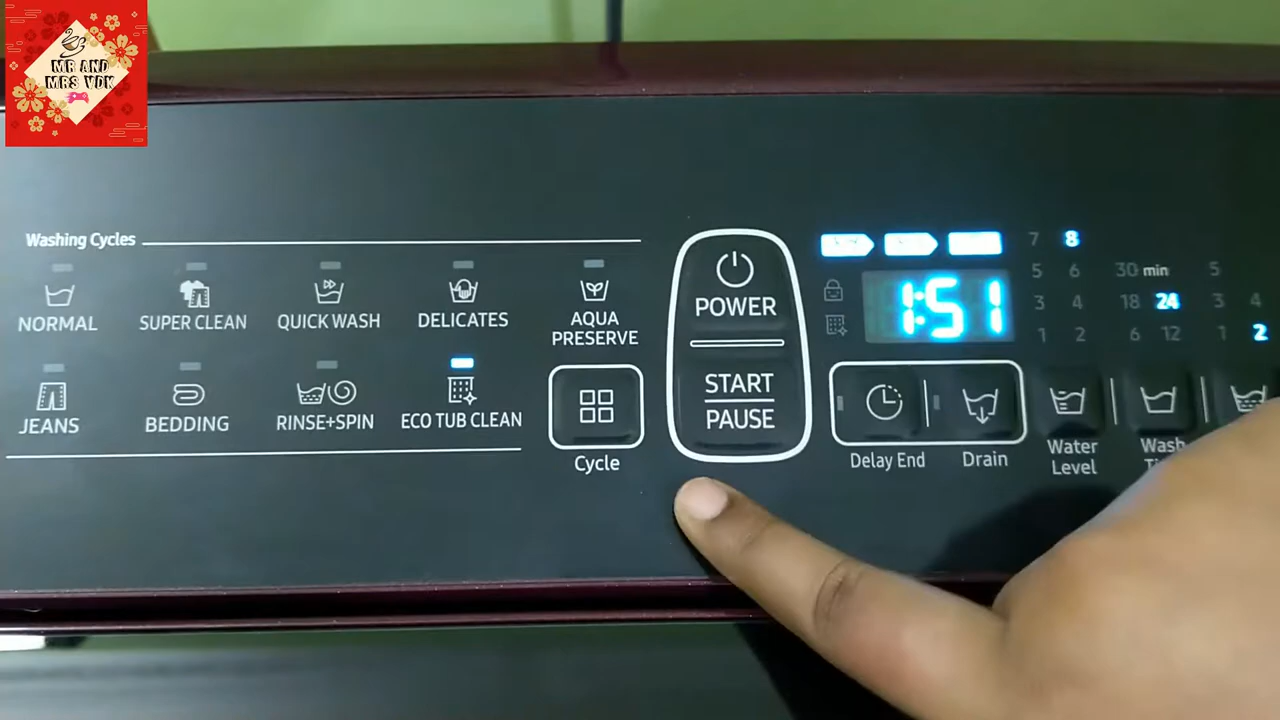 MR AND
MRS VDK
Washing Cycles
NORMAL
SUPER CLEAN
QUICK WASH
DELICATES
AQUA
PRESERVE
JEANS
BEDDING
RINSE+SPIN
ECO TUB CLEAN
Cycle
POWER
START
PAUSE
1:51
Delay End
Drain
7 8
5 6
3 4
1 2
Water
Level
30 min
18 24
6 12
Wash
5
3 4
1 2